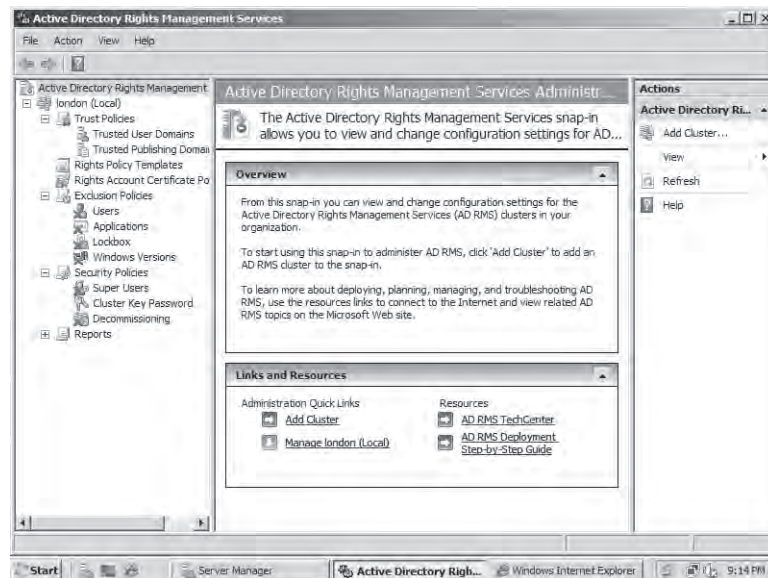 Active Directory Rights Management Services
File Action View Help
Active Directory Rights Management
london (Local)
Trust Policies
Trusted User Domains
Trusted Publishing Domai
Rights Policy Templates
Rights Account Certificate Po
Exclusion Policies
Users
Applications
Lockbox
Windows Versions
Security Policies
Super Users
Cluster Key Password
Decommissioning
Reports
Active Directory Rights Management Services Administr...
The Active Directory Rights Management Services snap-in
allows you to view and change configuration settings for AD...
Overview
From this snap-in you can view and change configuration settings for the
Active Directory Rights Management Services (AD RMS) clusters in your
organization.
To start using this snap-in to administer AD RMS, click 'Add Cluster' to add an
AD RMS cluster to the snap-in.
To learn more about deploying, planning, managing, and troubleshooting AD
RMS, use the resources links to connect to the Internet and view related AD
RMS topics on the Microsoft Web site.
Links and Resources
Administration Quick Links
Add Cluster
Manage london (Local)
Resources
AD RMS TechCenter
AD RMS Deployment
Step-by-Step Guide
Actions
Active Directory Ri...
Add Cluster...
View
Refresh
Help
Start
Server Manager
Active Directory Righ...
Windows Internet Explorer
9:14 PM